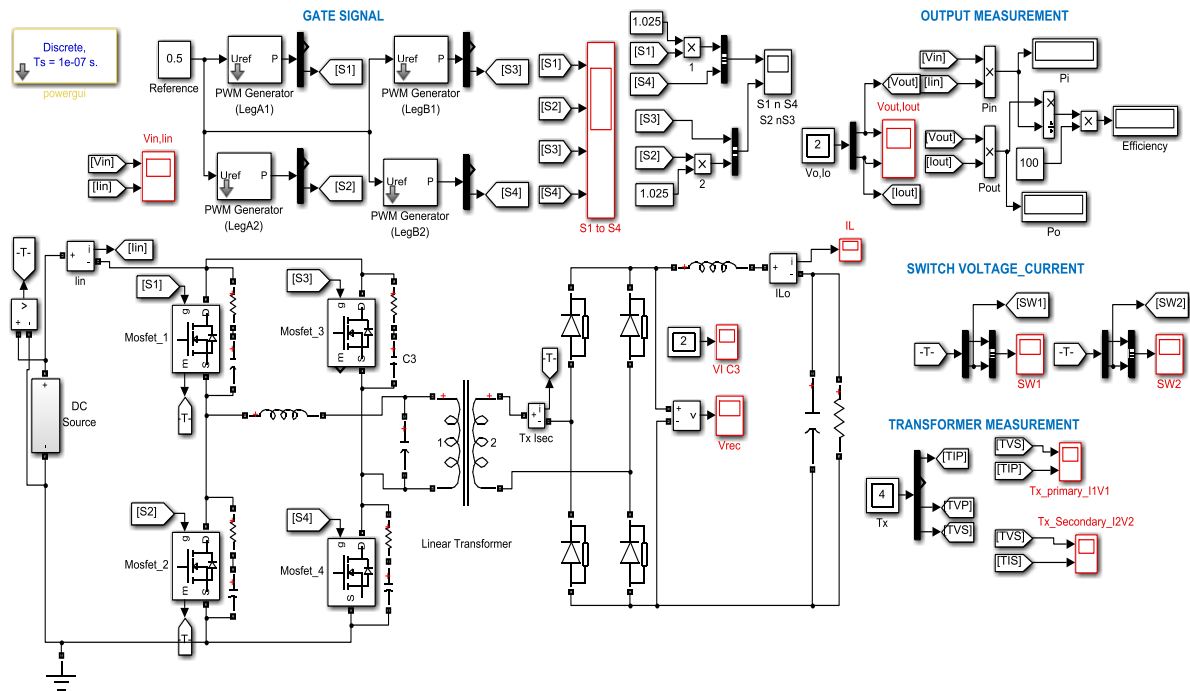 GATE SIGNAL
OUTPUT MEASUREMENT
Discrete,
Ts = 1e-07 s.
powergui
0.5
Reference
Uref P
PWM Generator
(LegA1)
[S1]
Uref P
PWM Generator
(LegB1)
[S3]
Uref P
PWM Generator
(LegA2)
[S2]
Uref P
PWM Generator
(LegB2)
[S4]
Vin,Iin
[Vin]
[Iin]
[S1]
[S2]
[S3]
[S4]
S1 to S4
1.025
[S1]
×
1
[S4]
S1 n S4
S2 nS3
[S3]
[S2]
×
2
1.025
2
Vo,Io
[Vout]
Vout,Iout
[Iout]
[Vin]
[Iin]
×
Pin
Pi
[Vout]
[Iout]
×
Pout
×
÷
100
×
Efficiency
Po
-T-
+ i
-
Iin
[Iin]
v
+ -
+
DC
Source
-
[S1]
g D
m S
Mosfet_1
-T-
[S3]
g D
m S
Mosfet_3
C3
[S2]
g D
m S
Mosfet_2
-T-
[S4]
g D
m S
Mosfet_4
+
1 2
Linear Transformer
-T-
+ i
-
Tx Isec
+ i
-
ILo
IL
2
VI C3
+
- v
Vrec
SWITCH VOLTAGE_CURRENT
-T-
[SW1]
SW1
-T-
[SW2]
SW2
TRANSFORMER MEASUREMENT
4
Tx
[TIP]
[TVP]
[TVS]
[TVS]
[TIP]
Tx_primary_I1V1
Tx_Secondary_I2V2
[TVS]
[TIS]